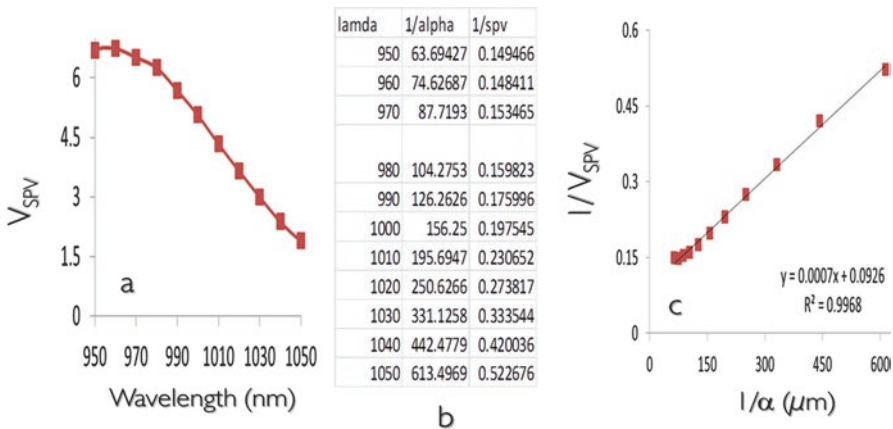 6
4.5
3
1.5
0
V_SPV
a
950 970 990 1010 1030 1050
Wavelength (nm)
lamda 1/alpha 1/spv
950 63.69427 0.149466
960 74.62687 0.148411
970 87.7193 0.153465
980 104.2753 0.159823
990 126.2626 0.175996
1000 156.25 0.197545
1010 195.6947 0.230652
1020 250.6266 0.273817
1030 331.1258 0.333544
1040 442.4779 0.420036
1050 613.4969 0.522676
b
0.6
0.45
0.3
0.15
0
1/V_SPV
y = 0.0007x + 0.0926
R² = 0.9968
c
0 150 300 450 600
1/α (μm)